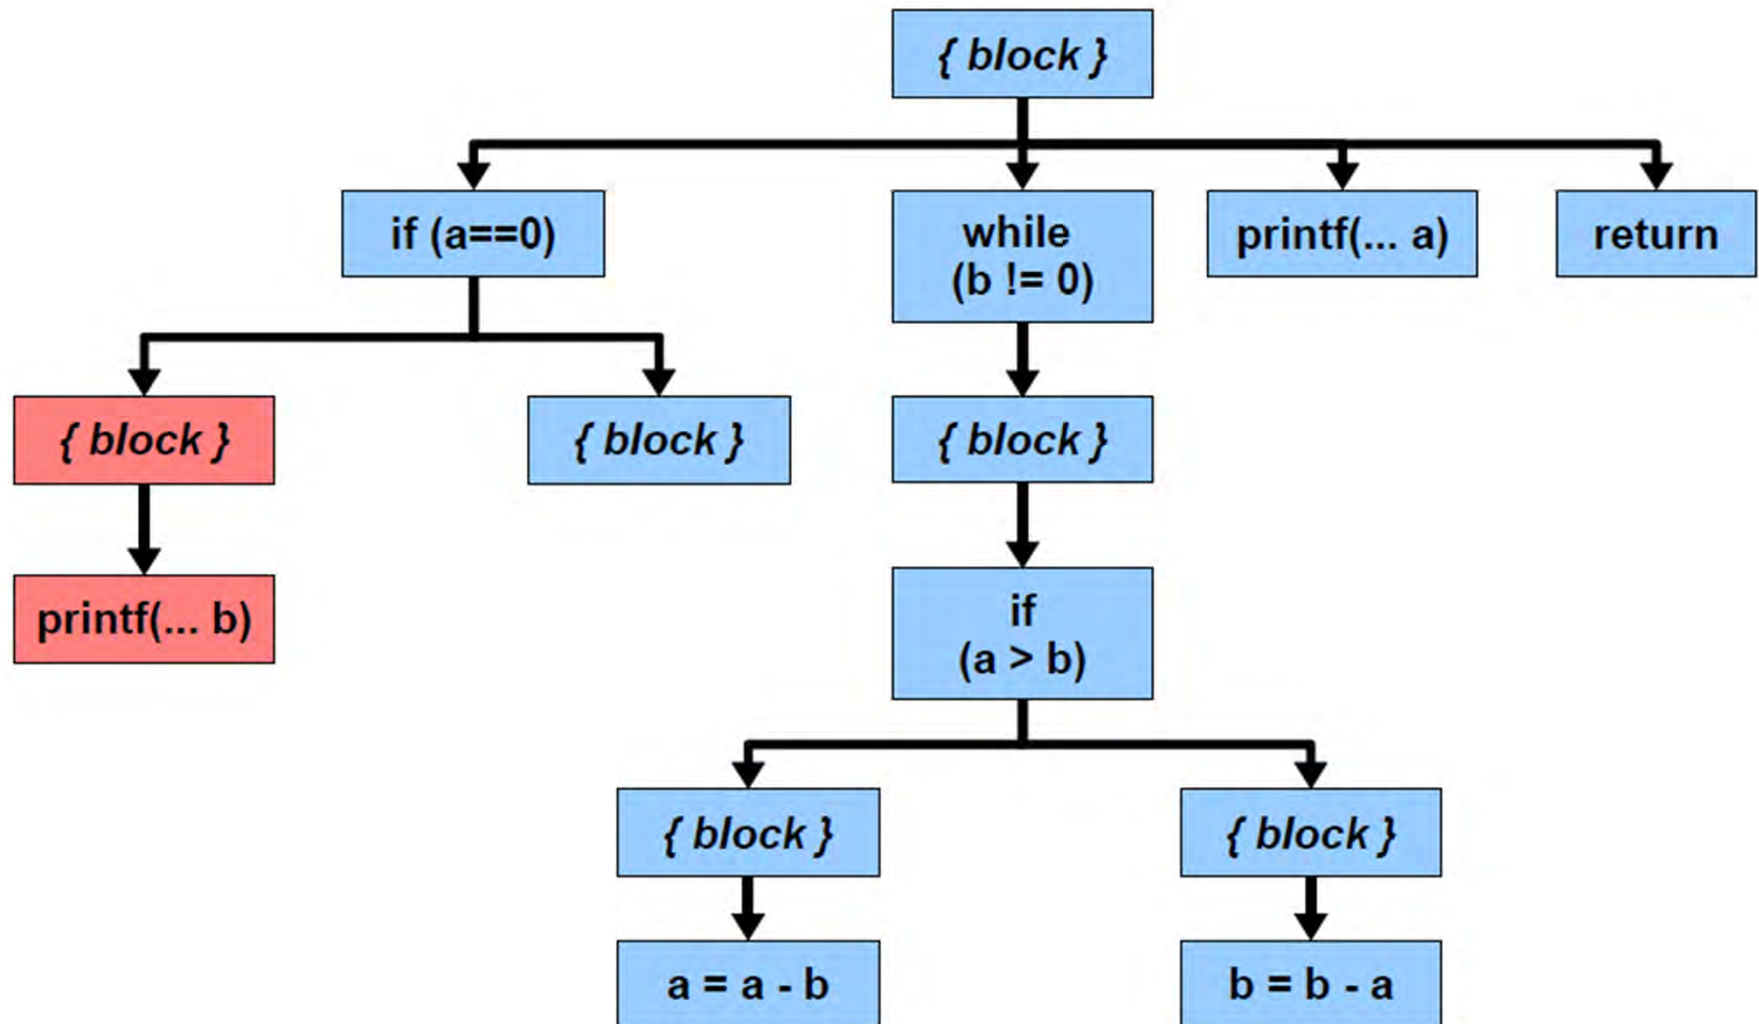 { block }
if (a==0)
while
(b != 0)
printf(... a)
return
{ block }
{ block }
{ block }
printf(... b)
if
(a > b)
{ block }
{ block }
a = a - b
b = b - a